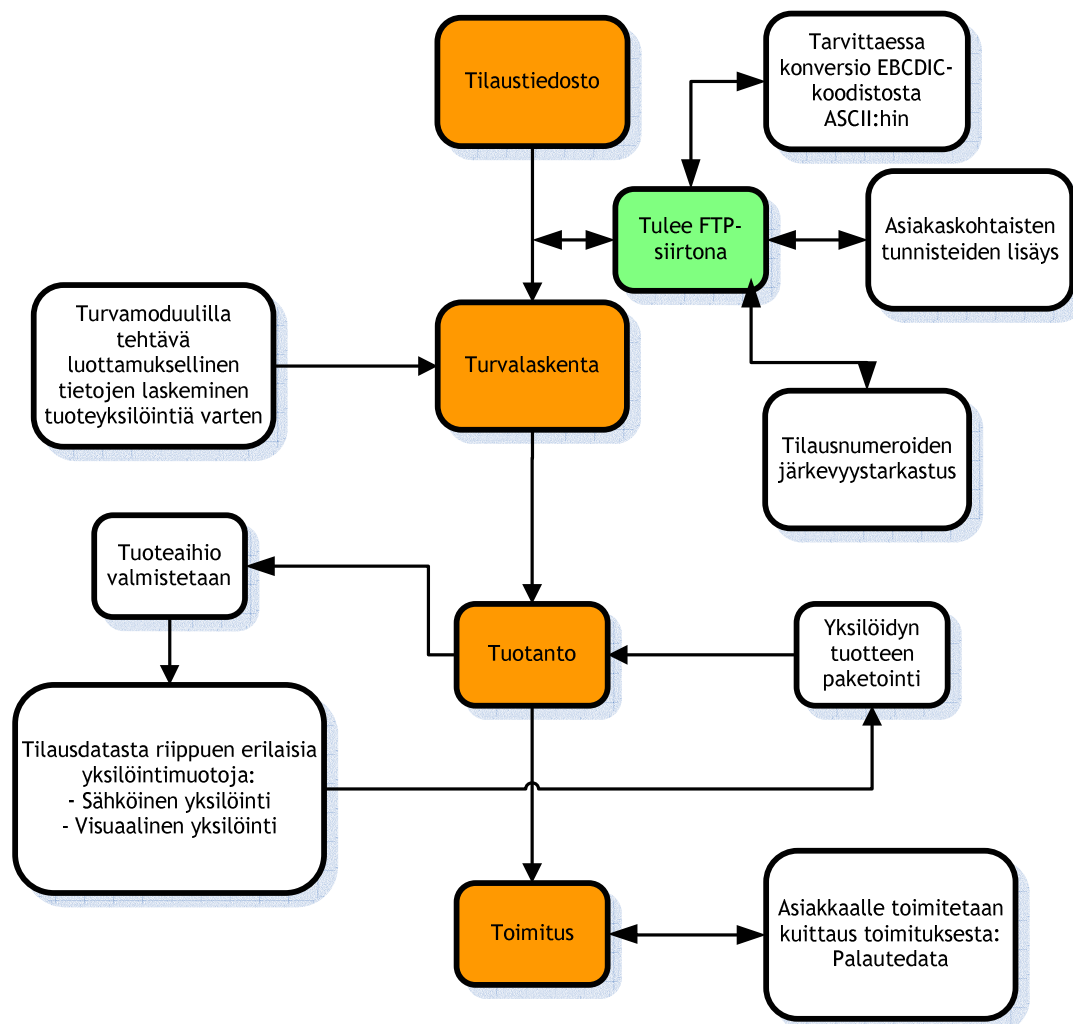 Tilaustiedosto
Tarvittaessa
konversio EBCDIC-
koodistosta
ASCII:hin
Tulee FTP-
siirtona
Asiakaskohtaisten
tunnisteiden lisäys
Turvamoduulilla
tehtävä
luottamuksellinen
tietojen laskeminen
tuoteyksilöintiä varten
Turvalaskenta
Tilausnumeroiden
järkevyystarkastus
Tuoteaihio
valmistetaan
Tuotanto
Yksilöidyn
tuotteen
paketointi
Tilausdatasta riippuen erilaisia
yksilöintimuotoja:
- Sähköinen yksilöinti
- Visuaalinen yksilöinti
Toimitus
Asiakkaalle toimitetaan
kuittaus toimituksesta:
Palautedata